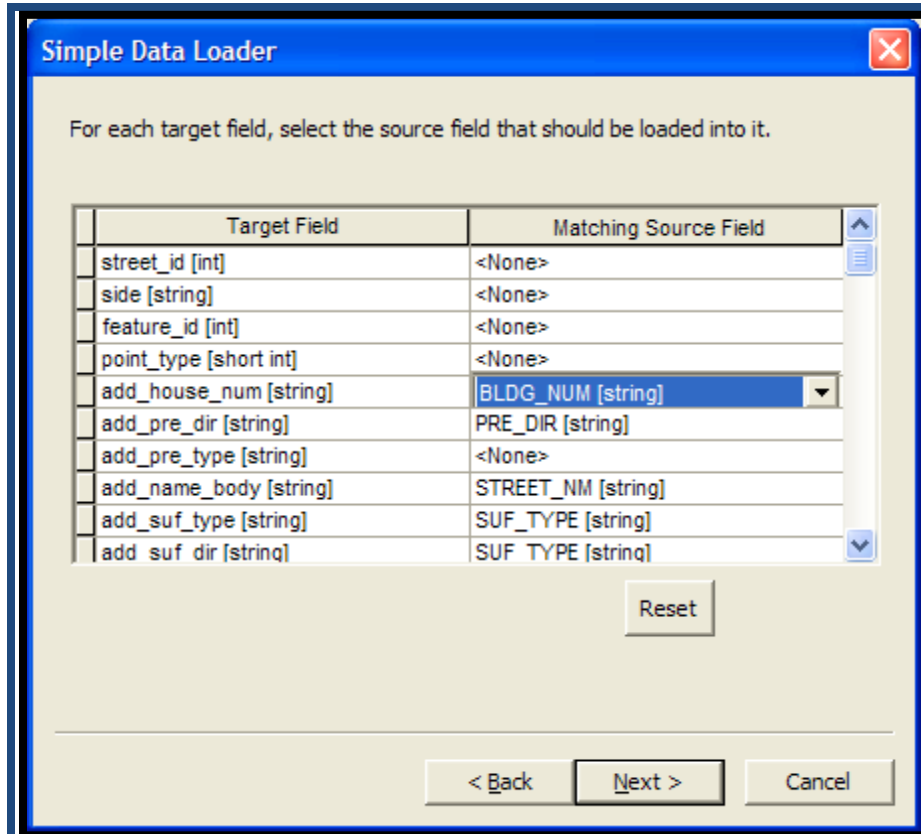 Simple Data Loader
For each target field, select the source field that should be loaded into it.
Target Field Matching Source Field
street_id [int] <None>
side [string] <None>
feature_id [int] <None>
point_type [short int] <None>
add_house_num [string] BLDG_NUM [string]
add_pre_dir [string] PRE_DIR [string]
add_pre_type [string] <None>
add_name_body [string] STREET_NM [string]
add_suf_type [string] SUF_TYPE [string]
add_suf_dir [string] SUF_TYPE [string]
Reset
< Back Next > Cancel